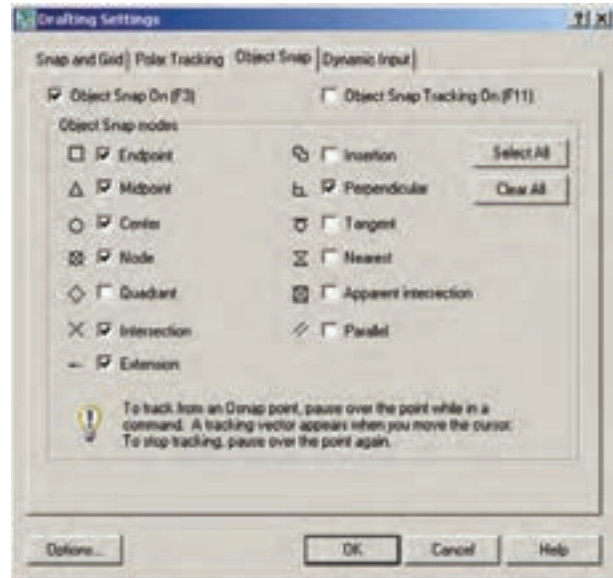 Drafting Settings
Snap and Grid
Polar Tracking
Object Snap
Dynamic Input
Object Snap On (F3)
Object Snap Tracking On (F11)
Object Snap modes
Endpoint
Midpoint
Center
Node
Quadrant
Intersection
Extension
Insertion
Perpendicular
Tangent
Nearest
Apparent intersection
Parallel
Select All
Clear All
To track from an Osnap point, pause over the point while in a
command. A tracking vector appears when you move the cursor.
To stop tracking, pause over the point again.
Options...
OK
Cancel
Help